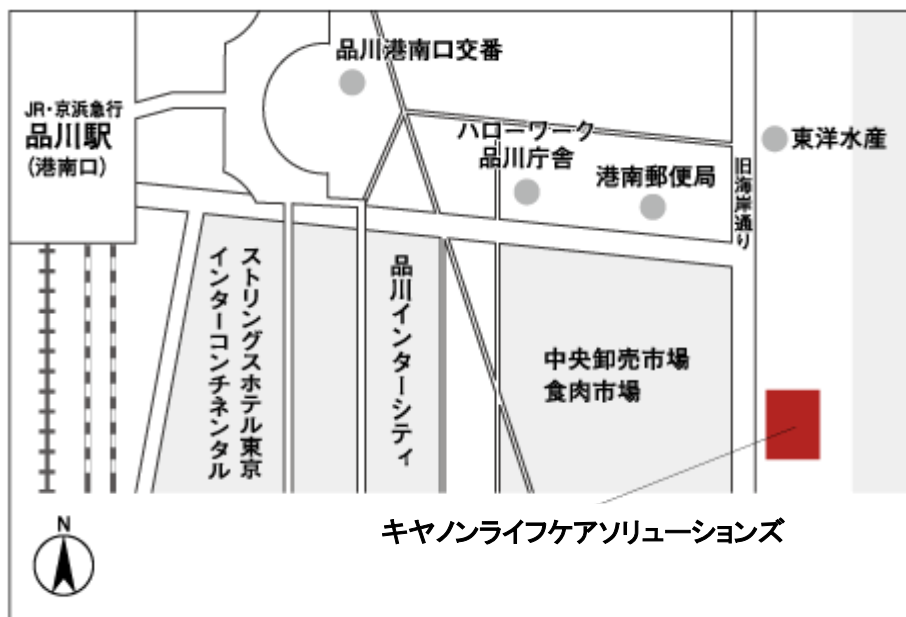 品川港南口交番
JR・京浜急行
品川駅
(港南口)
ハローワーク
品川庁舎
港南郵便局
東洋水産
旧海岸通り
ストリングスホテル東京
インターコンチネンタル
品川インターシティ
中央卸売市場
食肉市場
キヤノンライフケアソリューションズ
N